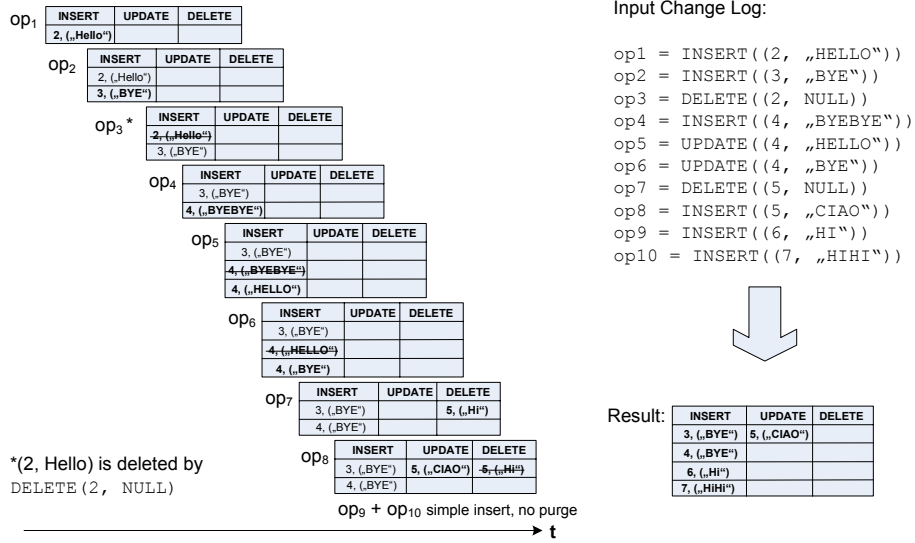 op1
INSERT UPDATE DELETE
2, („Hello“)
op2
INSERT UPDATE DELETE
2, („Hello“)
3, („BYE“)
op3 *
INSERT UPDATE DELETE
2, („Hello“)
3, („BYE“)
op4
INSERT UPDATE DELETE
3, („BYE“)
4, („BYEBYE“)
op5
INSERT UPDATE DELETE
3, („BYE“)
4, („BYEBYE“)
4, („HELLO“)
op6
INSERT UPDATE DELETE
3, („BYE“)
4, („HELLO“)
4, („BYE“)
op7
INSERT UPDATE DELETE
3, („BYE“) 5, („Hi“)
4, („BYE“)
op8
INSERT UPDATE DELETE
3, („BYE“) 5, („CIAO“) 5, („Hi“)
4, („BYE“)
op9 + op10 simple insert, no purge
t
*(2, Hello) is deleted by
DELETE(2, NULL)
Input Change Log:
op1 = INSERT((2, „HELLO“))
op2 = INSERT((3, „BYE“))
op3 = DELETE((2, NULL))
op4 = INSERT((4, „BYEBYE“))
op5 = UPDATE((4, „HELLO“))
op6 = UPDATE((4, „BYE“))
op7 = DELETE((5, NULL))
op8 = INSERT((5, „CIAO“))
op9 = INSERT((6, „HI“))
op10 = INSERT((7, „HIHI“))
Result:
INSERT UPDATE DELETE
3, („BYE“) 5, („CIAO“)
4, („BYE“)
6, („Hi“)
7, („HiHi“)